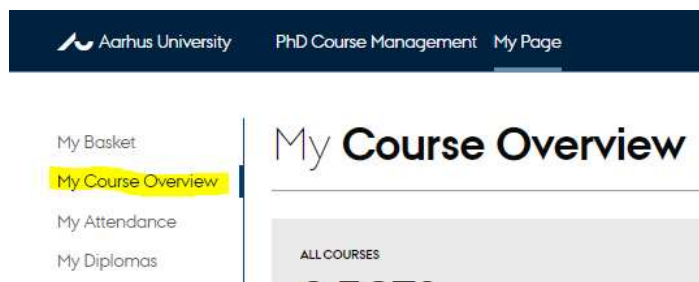 Aarhus University PhD Course Management My Page
My Basket
My Course Overview
My Attendance
My Diplomas
My Course Overview
ALL COURSES